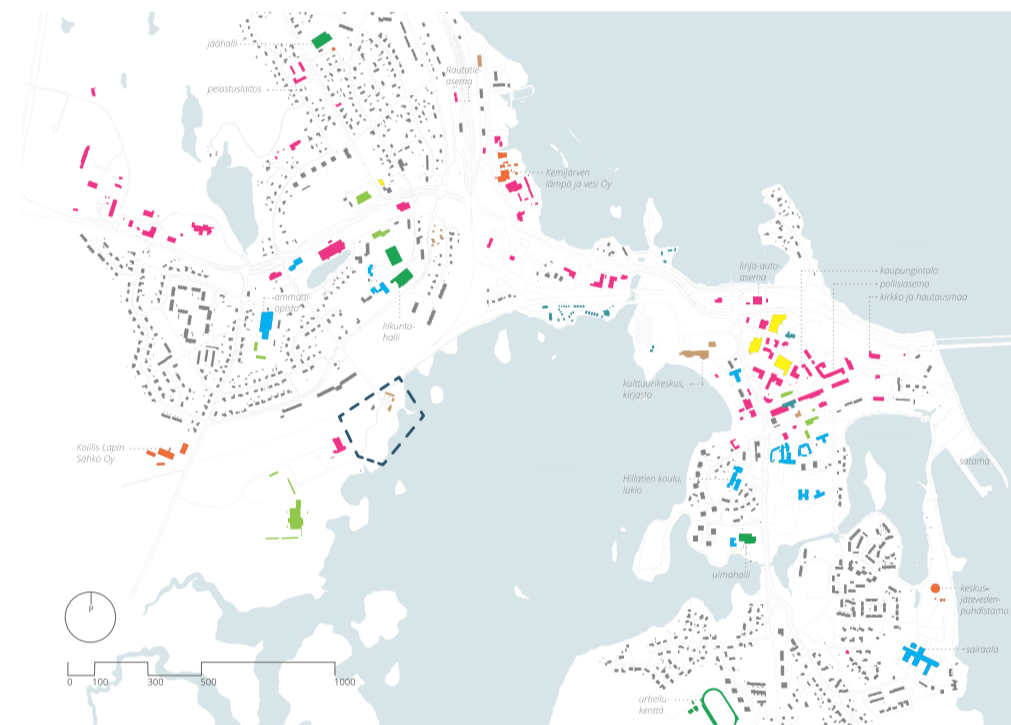 jäähalli
pelastuslaitos
Rautatie-
asema
Kemijärven
lämpö ja vesi Oy
linja-auto-
asema
kaupungintalo
poliisiasema
kirkko ja hautausmaa
ammatti-
opisto
liikunta-
halli
kulttuurikeskus,
kirjasto
Koillis-Lapin
Sähkö Oy
Hillatien koulu,
lukio
satama
uimahalli
keskus-
jäteveden-
puhdistamo
sairaala
urheilu-
kenttä
P
0 100 300 500 1000